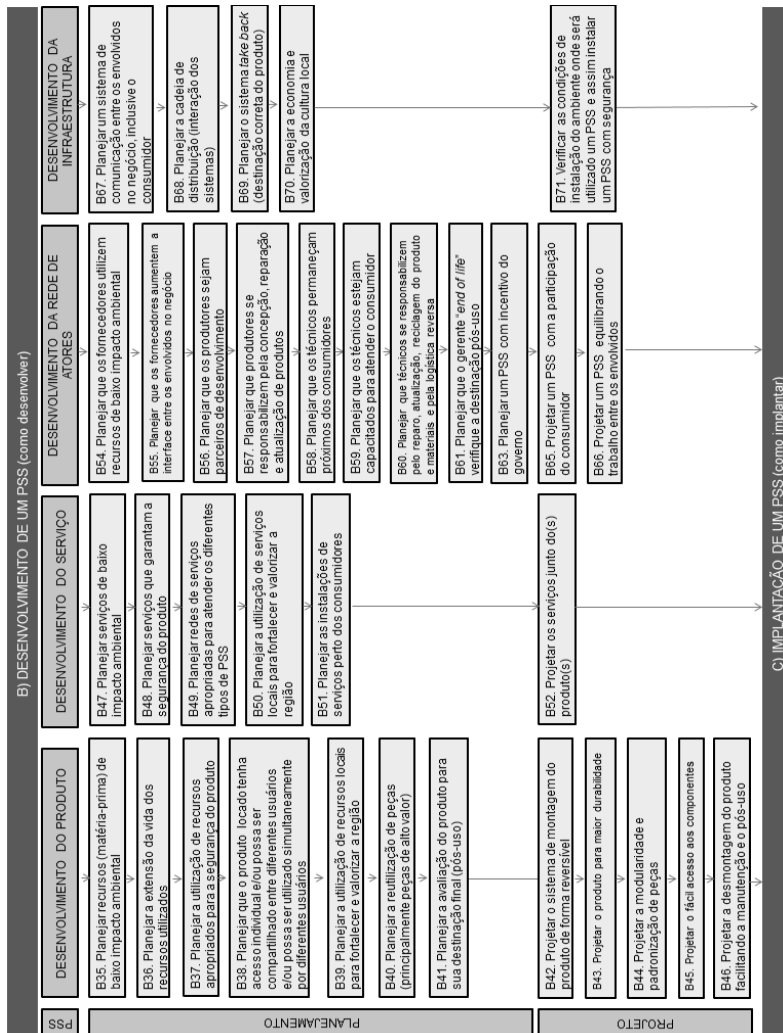 B) DESENVOLVIMENTO DE UM PSS (como desenvolver)
PSS
DESENVOLVIMENTO DO PRODUTO
DESENVOLVIMENTO DO SERVIÇO
DESENVOLVIMENTO DA REDE DE
ATORES
DESENVOLVIMENTO DA
INFRAESTRUTURA
PLANEJAMENTO
B35. Planejar recursos (matéria-prima) de
baixo impacto ambiental
B36. Planejar a extensão da vida dos
recursos utilizados
B37. Planejar a utilização de recursos
apropriados para a segurança do produto
B38. Planejar que o produto locado tenha
acesso individual e/ou possa ser
compartilhado entre diferentes usuários
e/ou possa ser utilizado simultaneamente
por diferentes usuários
B39. Planejar a utilização de recursos locais
para fortalecer e valorizar a região
B40. Planejar a reutilização de peças
(principalmente peças de alto valor)
B41. Planejar a avaliação do produto para
sua destinação final (pós-uso)
B47. Planejar serviços de baixo
impacto ambiental
B48. Planejar serviços que garantam a
segurança do produto
B49. Planejar redes de serviços
apropriadas para atender os diferentes
tipos de PSS
B50. Planejar a utilização de serviços
locais para fortalecer e valorizar a
região
B51. Planejar as instalações de
serviços perto dos consumidores
B54. Planejar que os fornecedores utilizem
recursos de baixo impacto ambiental
B55. Planejar que os fornecedores aumentem a
interface entre os envolvidos no negócio
B56. Planejar que os produtores sejam
parceiros de desenvolvimento
B57. Planejar que produtores se
responsabilizem pela concepção, reparação
e atualização de produtos
B58. Planejar que os técnicos permaneçam
próximos dos consumidores
B59. Planejar que os técnicos estejam
capacitados para atender o consumidor
B60. Planejar que técnicos se responsabilizem
pelo reparo, atualização, reciclagem do produto
e materiais e pela logística reversa
B61. Planejar que o gerente "end of life"
verifique a destinação pós-uso
B63. Planejar um PSS com incentivo do
governo
B67. Planejar um sistema de
comunicação entre os envolvidos
no negócio, inclusive o
consumidor
B68. Planejar a cadeia de
distribuição (interação dos
sistemas)
B69. Planejar o sistema take back
(destinação correta do produto)
B70. Planejar a economia e
valorização da cultura local
PROJETO
B42. Projetar o sistema de montagem do
produto de forma reversível
B43. Projetar o produto para maior durabilidade
B44. Projetar a modularidade e
padronização de peças
B45. Projetar o fácil acesso aos componentes
B46. Projetar a desmontagem do produto
facilitando a manutenção e o pós-uso
B52. Projetar os serviços junto do(s)
produto(s)
B65. Projetar um PSS com a participação
do consumidor
B66. Projetar um PSS equilibrando o
trabalho entre os envolvidos
B71. Verificar as condições de
instalação do ambiente onde será
utilizado um PSS e assim instalar
um PSS com segurança
C) IMPLANTAÇÃO DE UM PSS (como implantar)